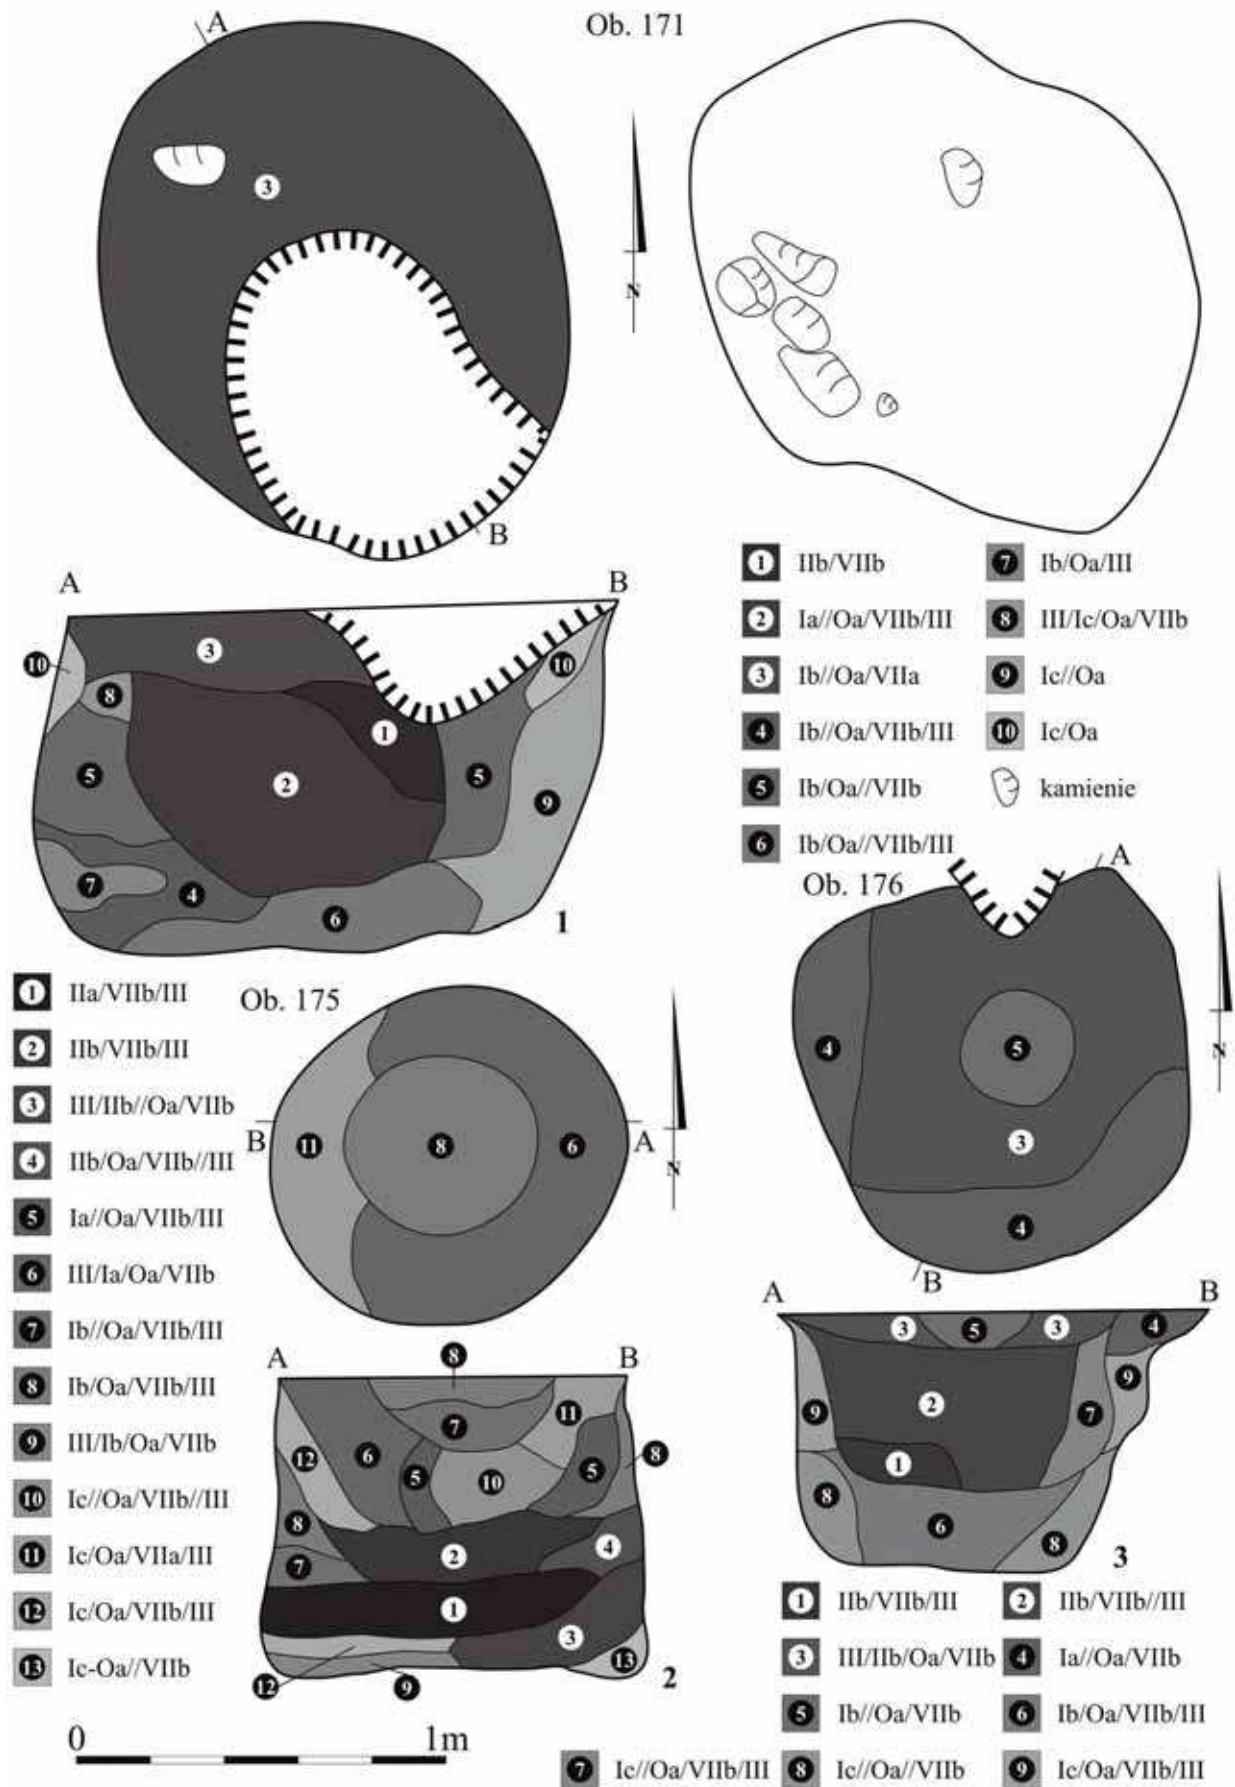 A
Ob. 171
3
N
B
A
B
10
3
8
10
1
5
2
5
9
7
4
6
1
1 IIb/VIIb
2 Ia//Oa/VIIb/III
3 Ib//Oa/VIIa
4 Ib//Oa/VIIb/III
5 Ib/Oa//VIIb
6 Ib/Oa//VIIb/III
7 Ib/Oa/III
8 III/Ic/Oa/VIIb
9 Ic//Oa
10 Ic/Oa
kamienie
Ob. 176
A
N
4
5
3
4
B
A
B
3
5
3
4
9
2
9
7
1
8
6
8
3
1 IIa/VIIb/III
2 IIb/VIIb/III
3 III/IIb//Oa/VIIb
4 IIb/Oa/VIIb//III
5 Ia//Oa/VIIb/III
6 III/Ia/Oa/VIIb
7 Ib//Oa/VIIb/III
8 Ib/Oa/VIIb/III
9 III/Ib/Oa/VIIb
10 Ic//Oa/VIIb//III
11 Ic/Oa/VIIa/III
12 Ic/Oa/VIIb/III
13 Ic-Oa//VIIb
Ob. 175
B
11
8
6
A
N
A
8
B
7
11
12
6
5
10
5
8
8
2
4
7
1
3
13
12
9
2
0 1m
1 IIb/VIIb/III
2 IIb/VIIb//III
3 III/IIb/Oa/VIIb
4 Ia//Oa/VIIb
5 Ib//Oa/VIIb
6 Ib/Oa/VIIb/III
7 Ic//Oa/VIIb/III
8 Ic//Oa//VIIb
9 Ic/Oa/VIIb/III